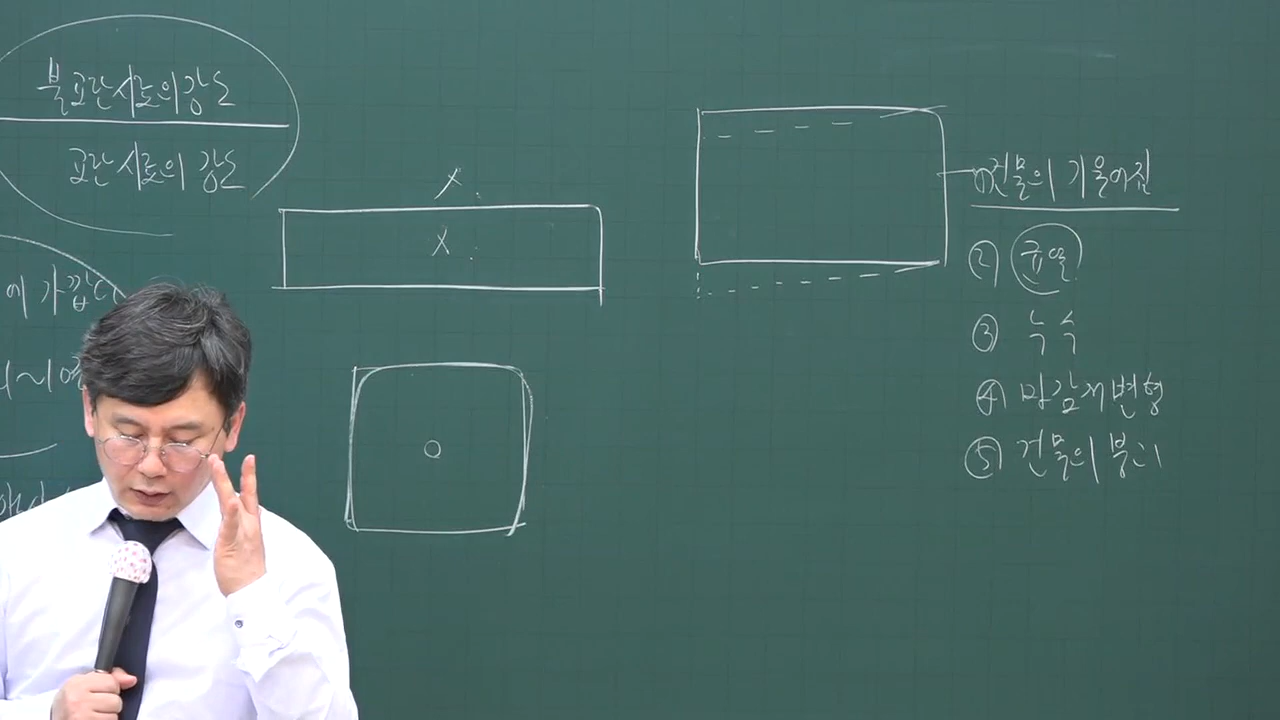 불교란시료의 강도
교란시료의 강도
에 가깝다
X
X
① 건물의 기울어짐
② 균열
③ 누수
④ 마감재 변형
⑤ 건물의 붕괴